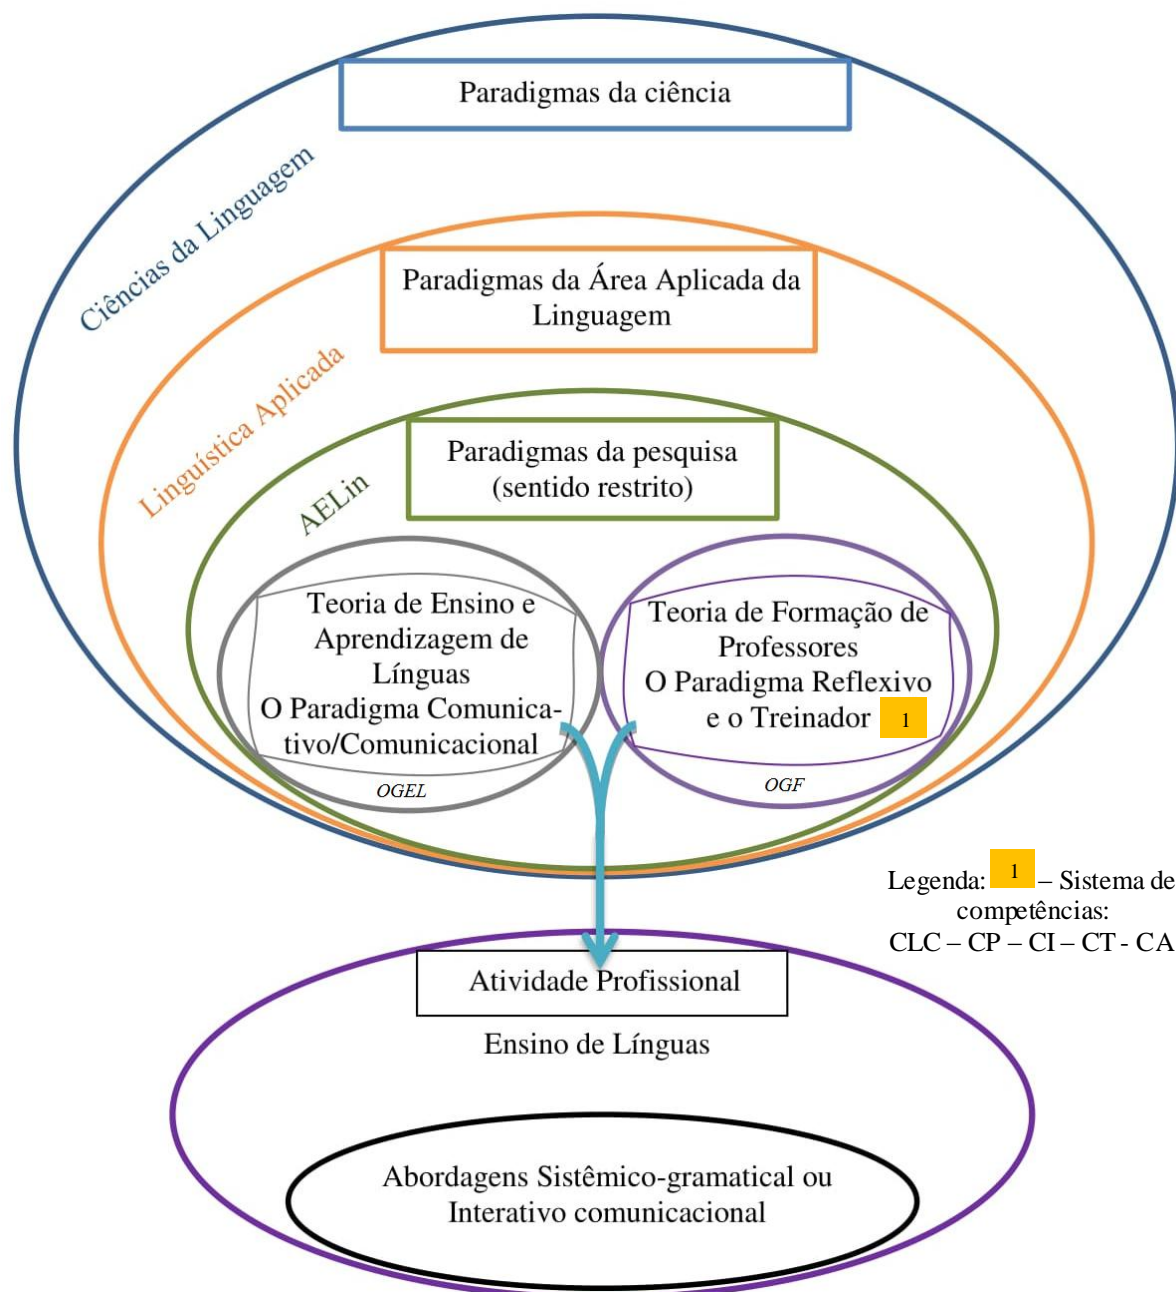 Paradigmas da ciência
Ciências da Linguagem
Paradigmas da Área Aplicada da
Linguagem
Linguística Aplicada
Paradigmas da pesquisa
(sentido restrito)
AELin
Teoria de Ensino e
Aprendizagem de
Línguas
O Paradigma Comunica-
tivo/Comunicacional
OGEL
Teoria de Formação de
Professores
O Paradigma Reflexivo
e o Treinador 1
OGF
Legenda: 1 – Sistema de
competências:
CLC – CP – CI – CT - CA
Atividade Profissional
Ensino de Línguas
Abordagens Sistêmico-gramatical ou
Interativo comunicacional